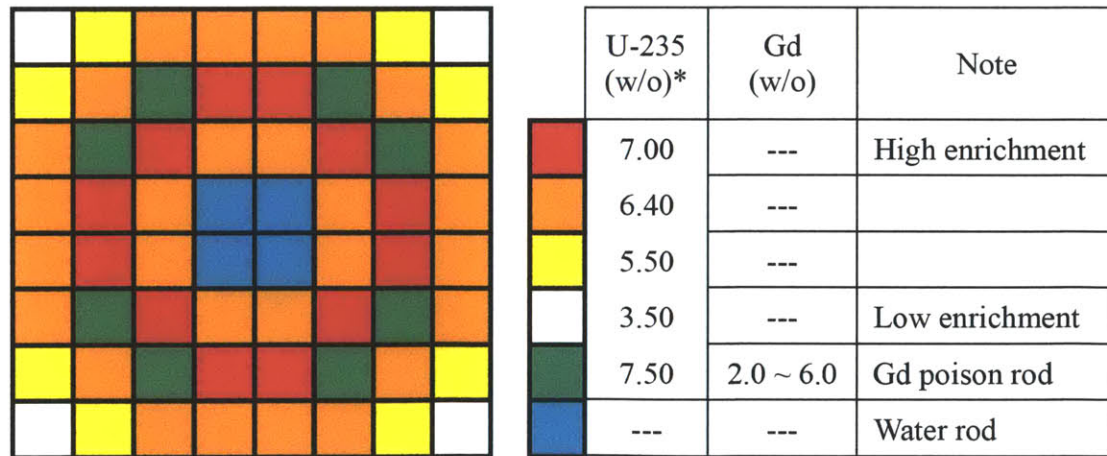 U-235 (w/o)* Gd (w/o) Note
7.00 --- High enrichment
6.40 ---
5.50 ---
3.50 --- Low enrichment
7.50 2.0 ~ 6.0 Gd poison rod
--- --- Water rod